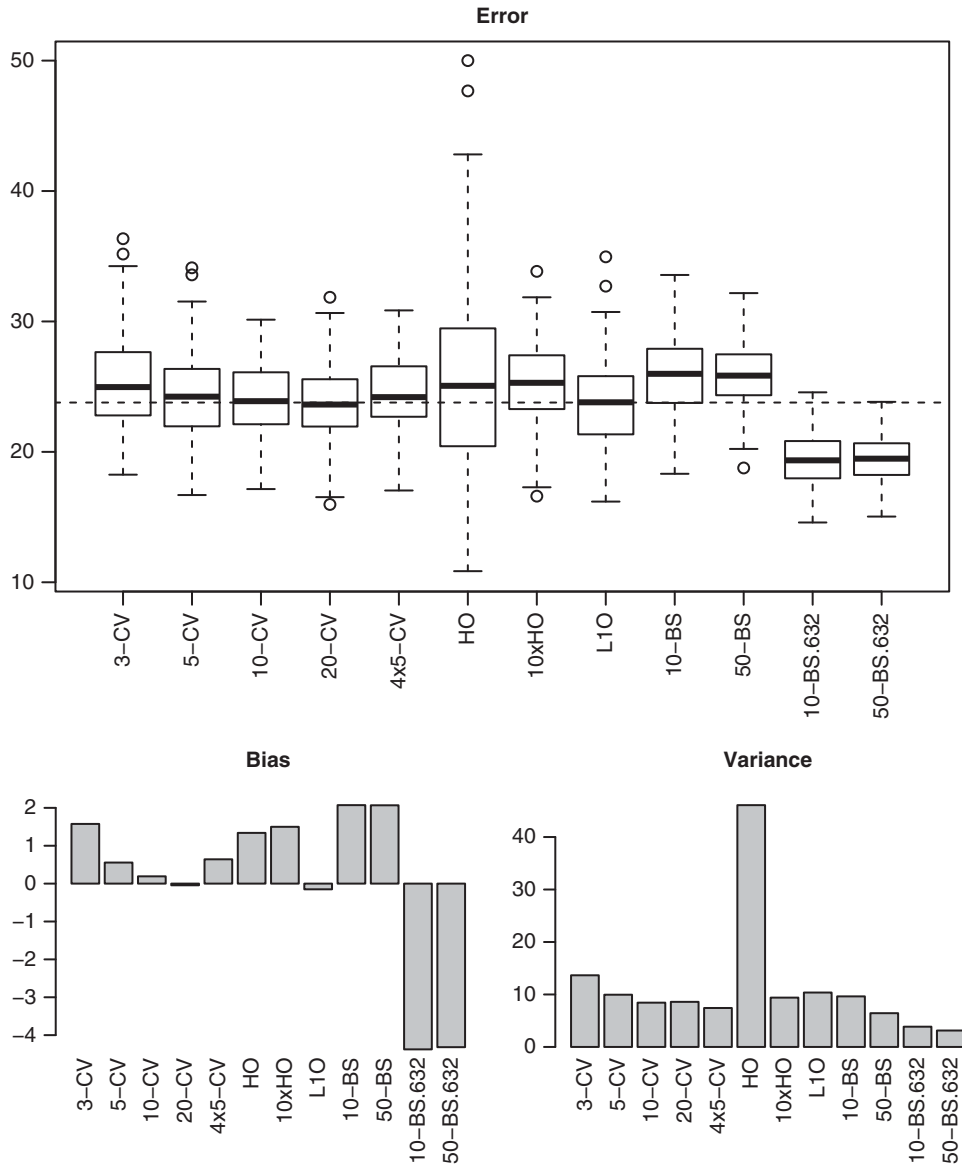 Error
50
40
30
20
10
3−CV
5−CV
10−CV
20−CV
4x5−CV
HO
10xHO
L1O
10−BS
50−BS
10−BS.632
50−BS.632
Bias
2
1
0
−1
−2
−3
−4
3−CV
5−CV
10−CV
20−CV
4x5−CV
HO
10xHO
L1O
10−BS
50−BS
10−BS.632
50−BS.632
Variance
40
30
20
10
0
3−CV
5−CV
10−CV
20−CV
4x5−CV
HO
10xHO
L1O
10−BS
50−BS
10−BS.632
50−BS.632